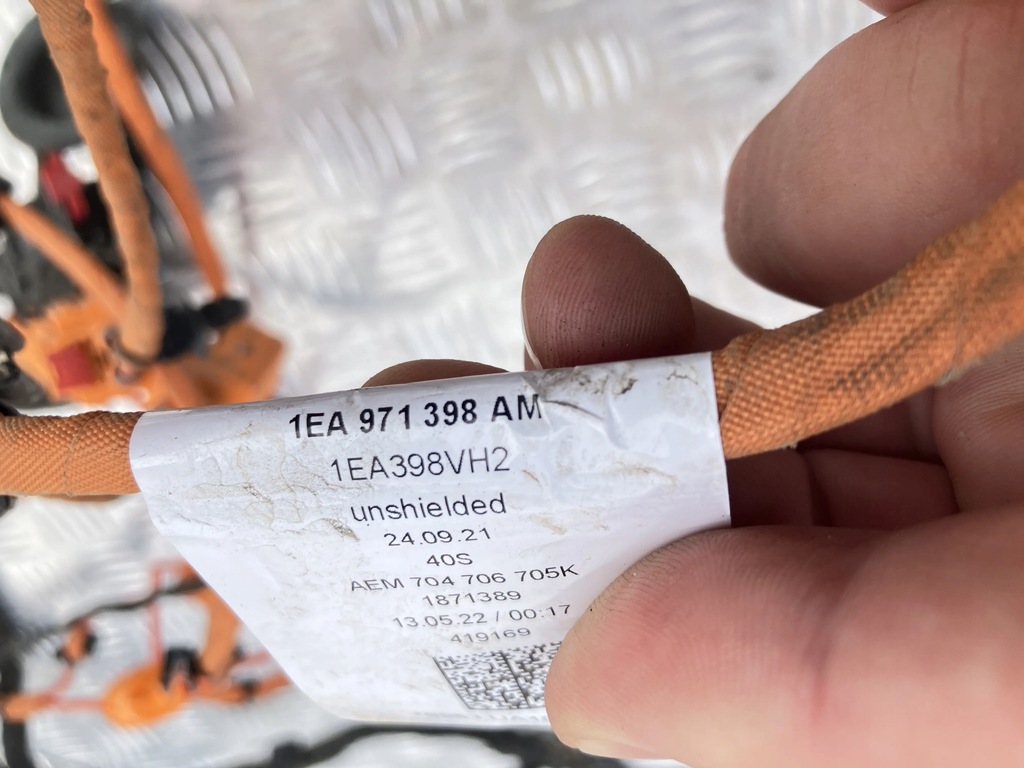 1EA 971 398 AM
1EA398VH2
unshielded
24.09.21
40S
AEM 704 706 705K
1871389
13.05.22 / 00:17
419169